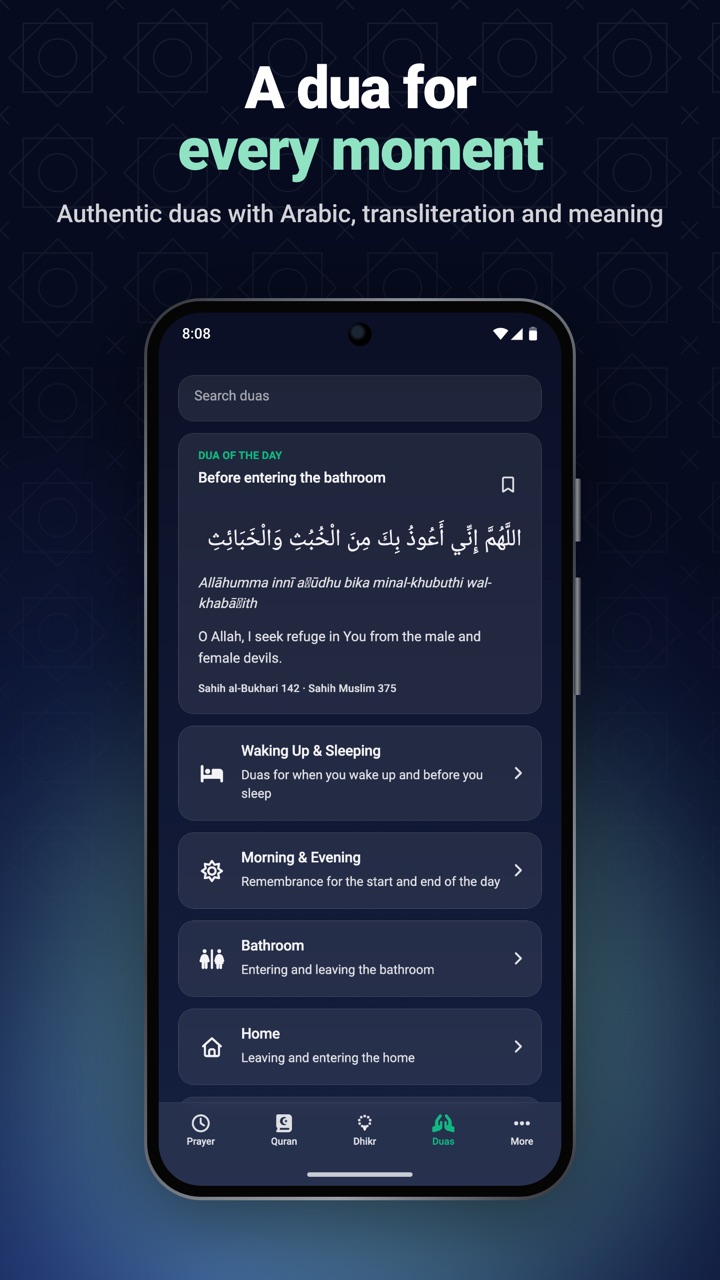 A dua for
every moment
Authentic duas with Arabic, transliteration and meaning
8:08
Search duas
DUA OF THE DAY
Before entering the bathroom
اللَّهُمَّ إِنِّي أَعُوذُ بِكَ مِنَ الْخُبُثِ وَالْخَبَائِثِ
Allāhumma innī a▯ūdhu bika minal-khubuthi wal-
khabā▯ith
O Allah, I seek refuge in You from the male and
female devils.
Sahih al-Bukhari 142 · Sahih Muslim 375
Waking Up & Sleeping
Duas for when you wake up and before you
sleep
Morning & Evening
Remembrance for the start and end of the day
Bathroom
Entering and leaving the bathroom
Home
Leaving and entering the home
Prayer
Quran
Dhikr
Duas
More